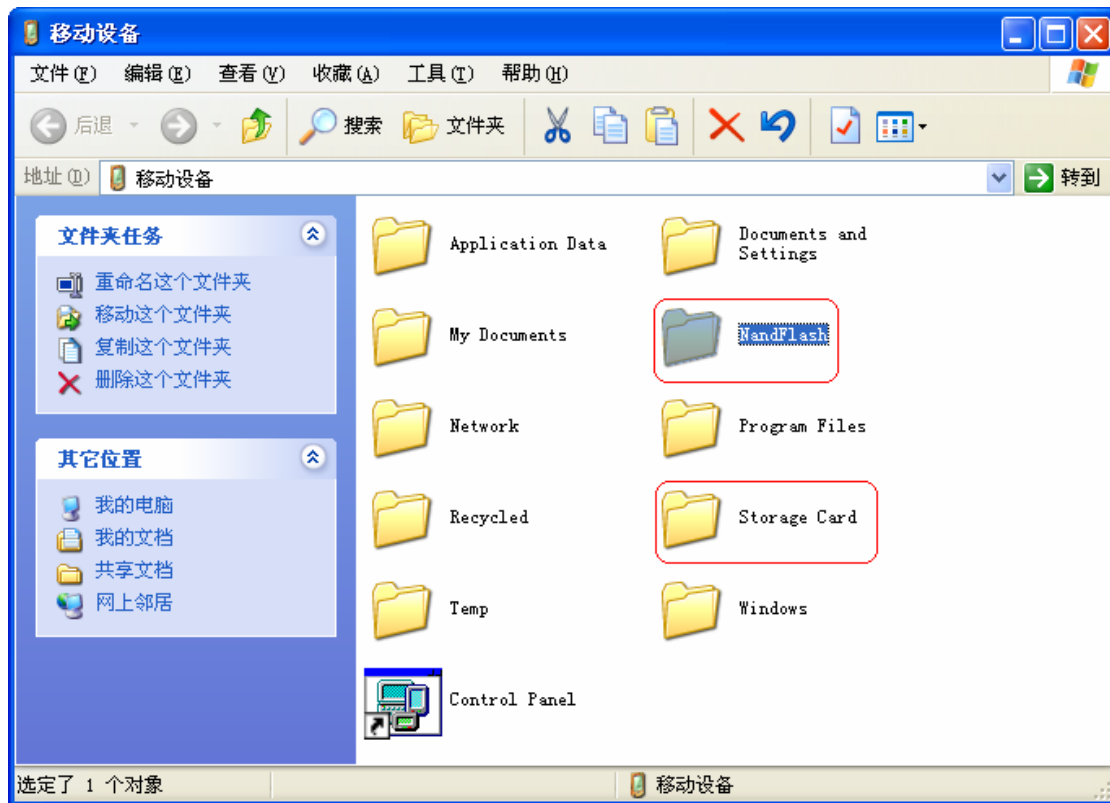 移动设备
文件(F) 编辑(E) 查看(V) 收藏(A) 工具(T) 帮助(H)
后退 搜索 文件夹
地址(D) 移动设备 转到
文件夹任务
重命名这个文件夹
移动这个文件夹
复制这个文件夹
删除这个文件夹
其它位置
我的电脑
我的文档
共享文档
网上邻居
Application Data
Documents and
Settings
My Documents
NandFlash
Network
Program Files
Recycled
Storage Card
Temp
Windows
Control Panel
选定了 1 个对象 移动设备